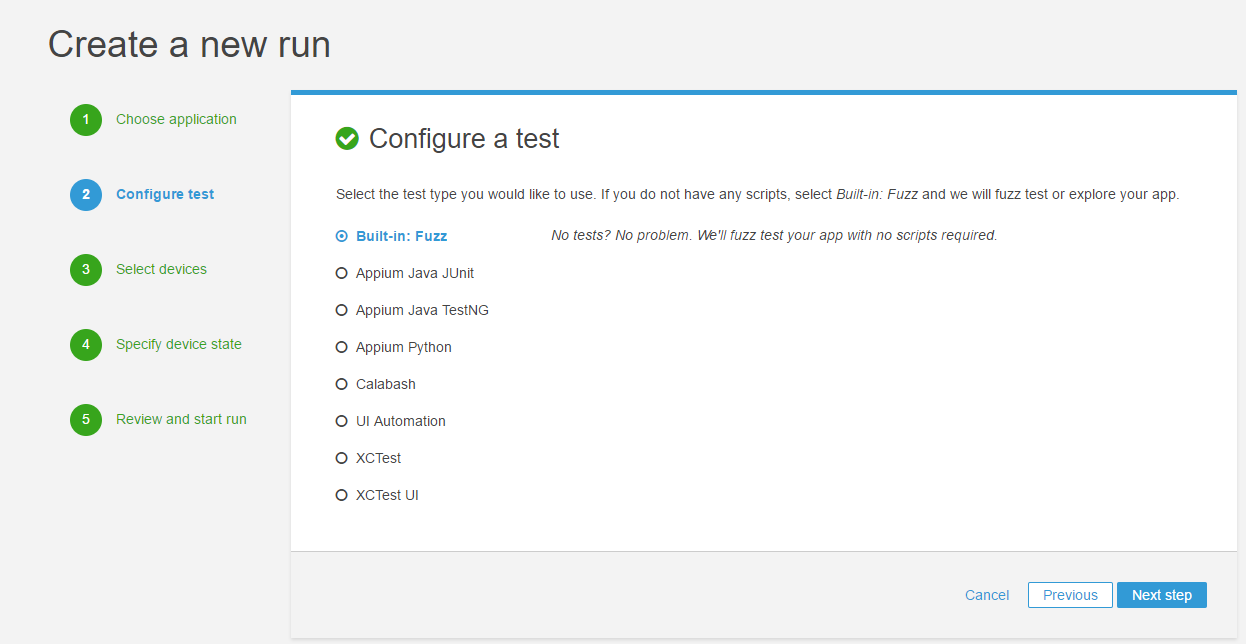 Create a new run
1 Choose application
2 Configure test
3 Select devices
4 Specify device state
5 Review and start run
Configure a test
Select the test type you would like to use. If you do not have any scripts, select Built-in: Fuzz and we will fuzz test or explore your app.
Built-in: Fuzz No tests? No problem. We'll fuzz test your app with no scripts required.
Appium Java JUnit
Appium Java TestNG
Appium Python
Calabash
UI Automation
XCTest
XCTest UI
Cancel Previous Next step